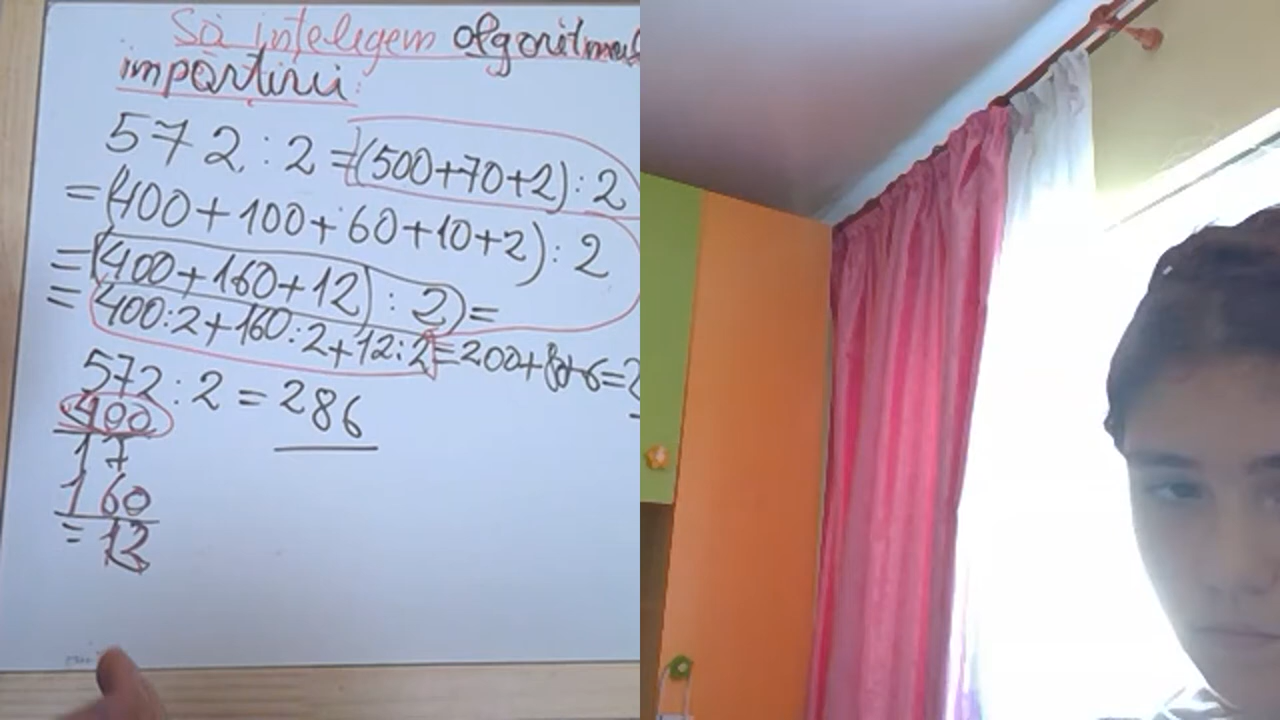 Să înțelegem algoritmul
împărțirii:
572 : 2 = (500+70+2) : 2
= (400+100+60+10+2) : 2
= (400+160+12) : 2) =
= 400:2+160:2+12:2 = 200+80+6=2
572 : 2 = 286
400
17
160
= 12